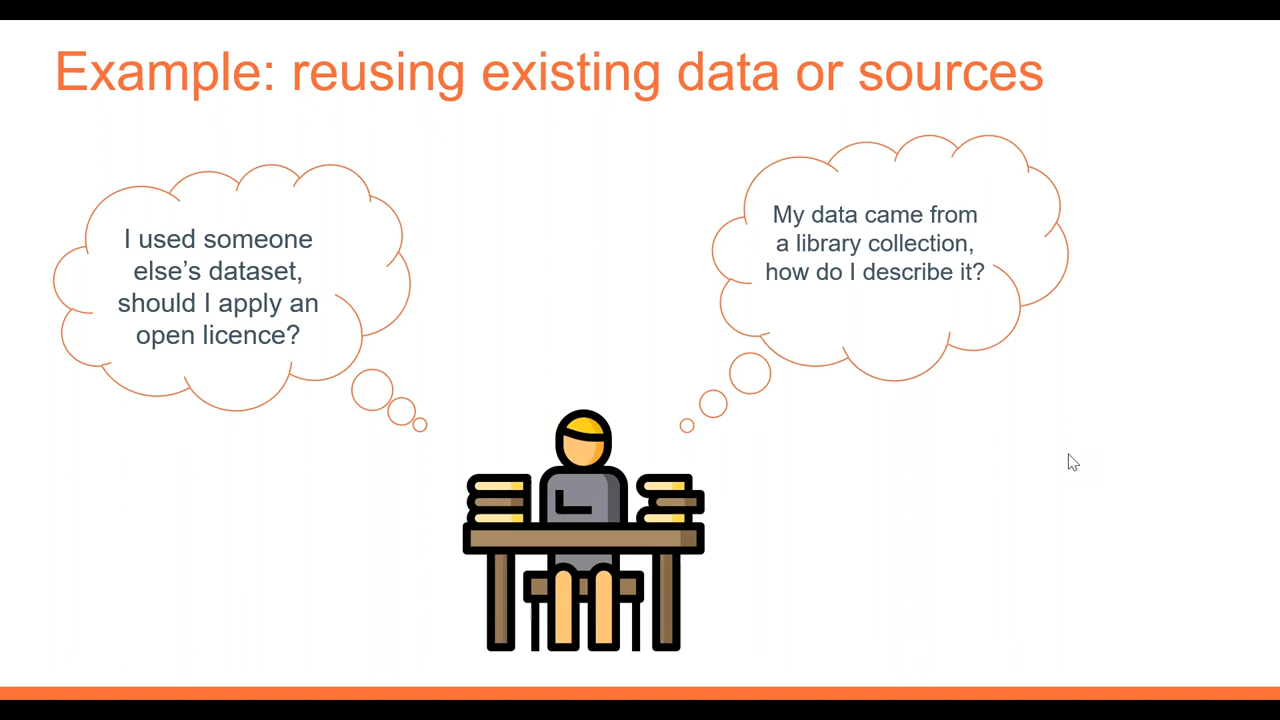 Example: reusing existing data or sources
I used someone
else’s dataset,
should I apply an
open licence?
My data came from
a library collection,
how do I describe it?